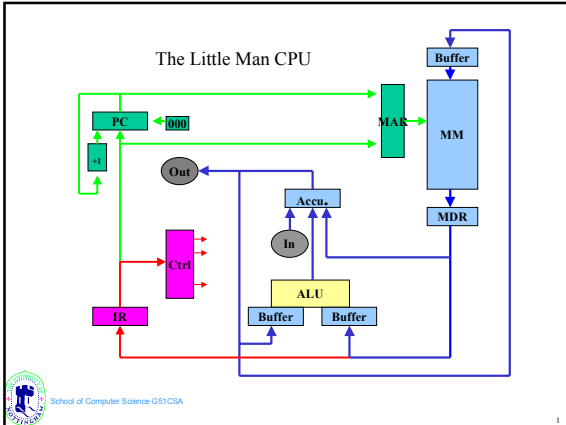 The Little Man CPU
Buffer
PC
000
MAR
MM
+1
Out
Accu.
MDR
In
Ctrl
ALU
IR
Buffer
Buffer
NOTTINGHAM
School of Computer Science G51CSA
1